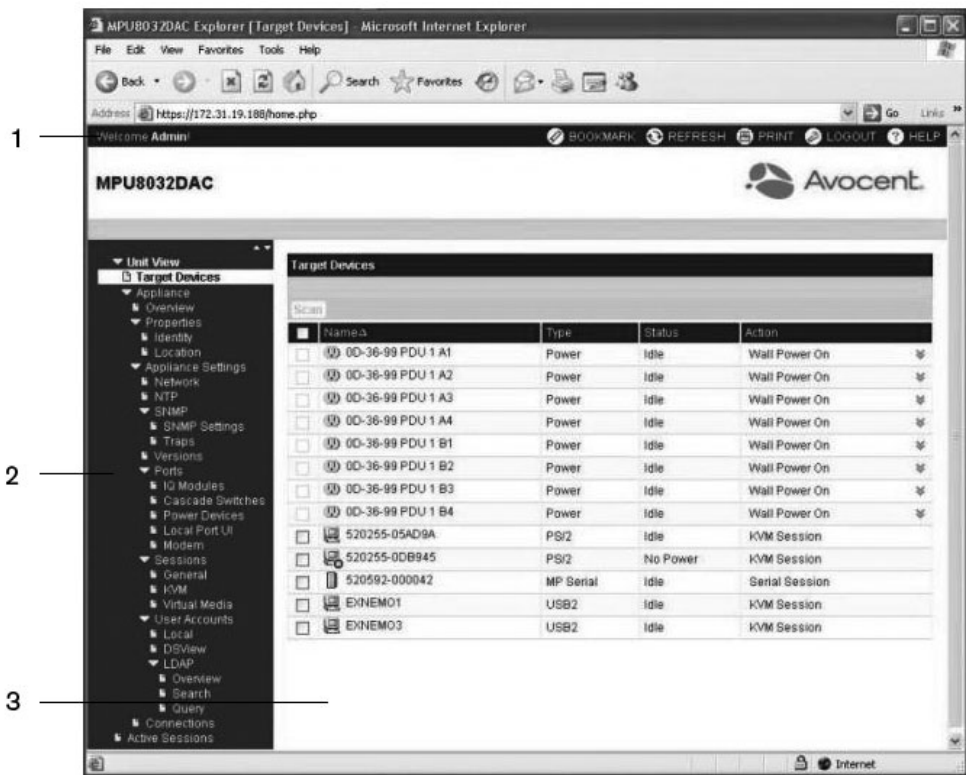 MPU8032DAC Explorer [Target Devices] - Microsoft Internet Explorer
File Edit View Favorites Tools Help
Back Search Favorites
Address https://172.31.19.188/home.php Go Links »
1
Welcome Admin! BOOKMARK REFRESH PRINT LOGOUT ? HELP
MPU8032DAC
Avocent.
Unit View
Target Devices
Appliance
Overview
Properties
Identity
Location
Appliance Settings
Network
NTP
SNMP
SNMP Settings
Traps
Versions
2
Ports
IQ Modules
Cascade Switches
Power Devices
Local Port UI
Modem
Sessions
General
KVM
Virtual Media
User Accounts
Local
DSView
LDAP
Overview
Search
Query
3
Connections
Active Sessions
Target Devices
Scan
Name Type Status Action
0D-36-99 PDU 1 A1 Power Idle Wall Power On
0D-36-99 PDU 1 A2 Power Idle Wall Power On
0D-36-99 PDU 1 A3 Power Idle Wall Power On
0D-36-99 PDU 1 A4 Power Idle Wall Power On
0D-36-99 PDU 1 B1 Power Idle Wall Power On
0D-36-99 PDU 1 B2 Power Idle Wall Power On
0D-36-99 PDU 1 B3 Power Idle Wall Power On
0D-36-99 PDU 1 B4 Power Idle Wall Power On
520255-05AD9A PS/2 Idle KVM Session
520255-0DB945 PS/2 No Power KVM Session
520592-000042 MP Serial Idle Serial Session
EXNEMO1 USB2 Idle KVM Session
EXNEMO3 USB2 Idle KVM Session
Internet